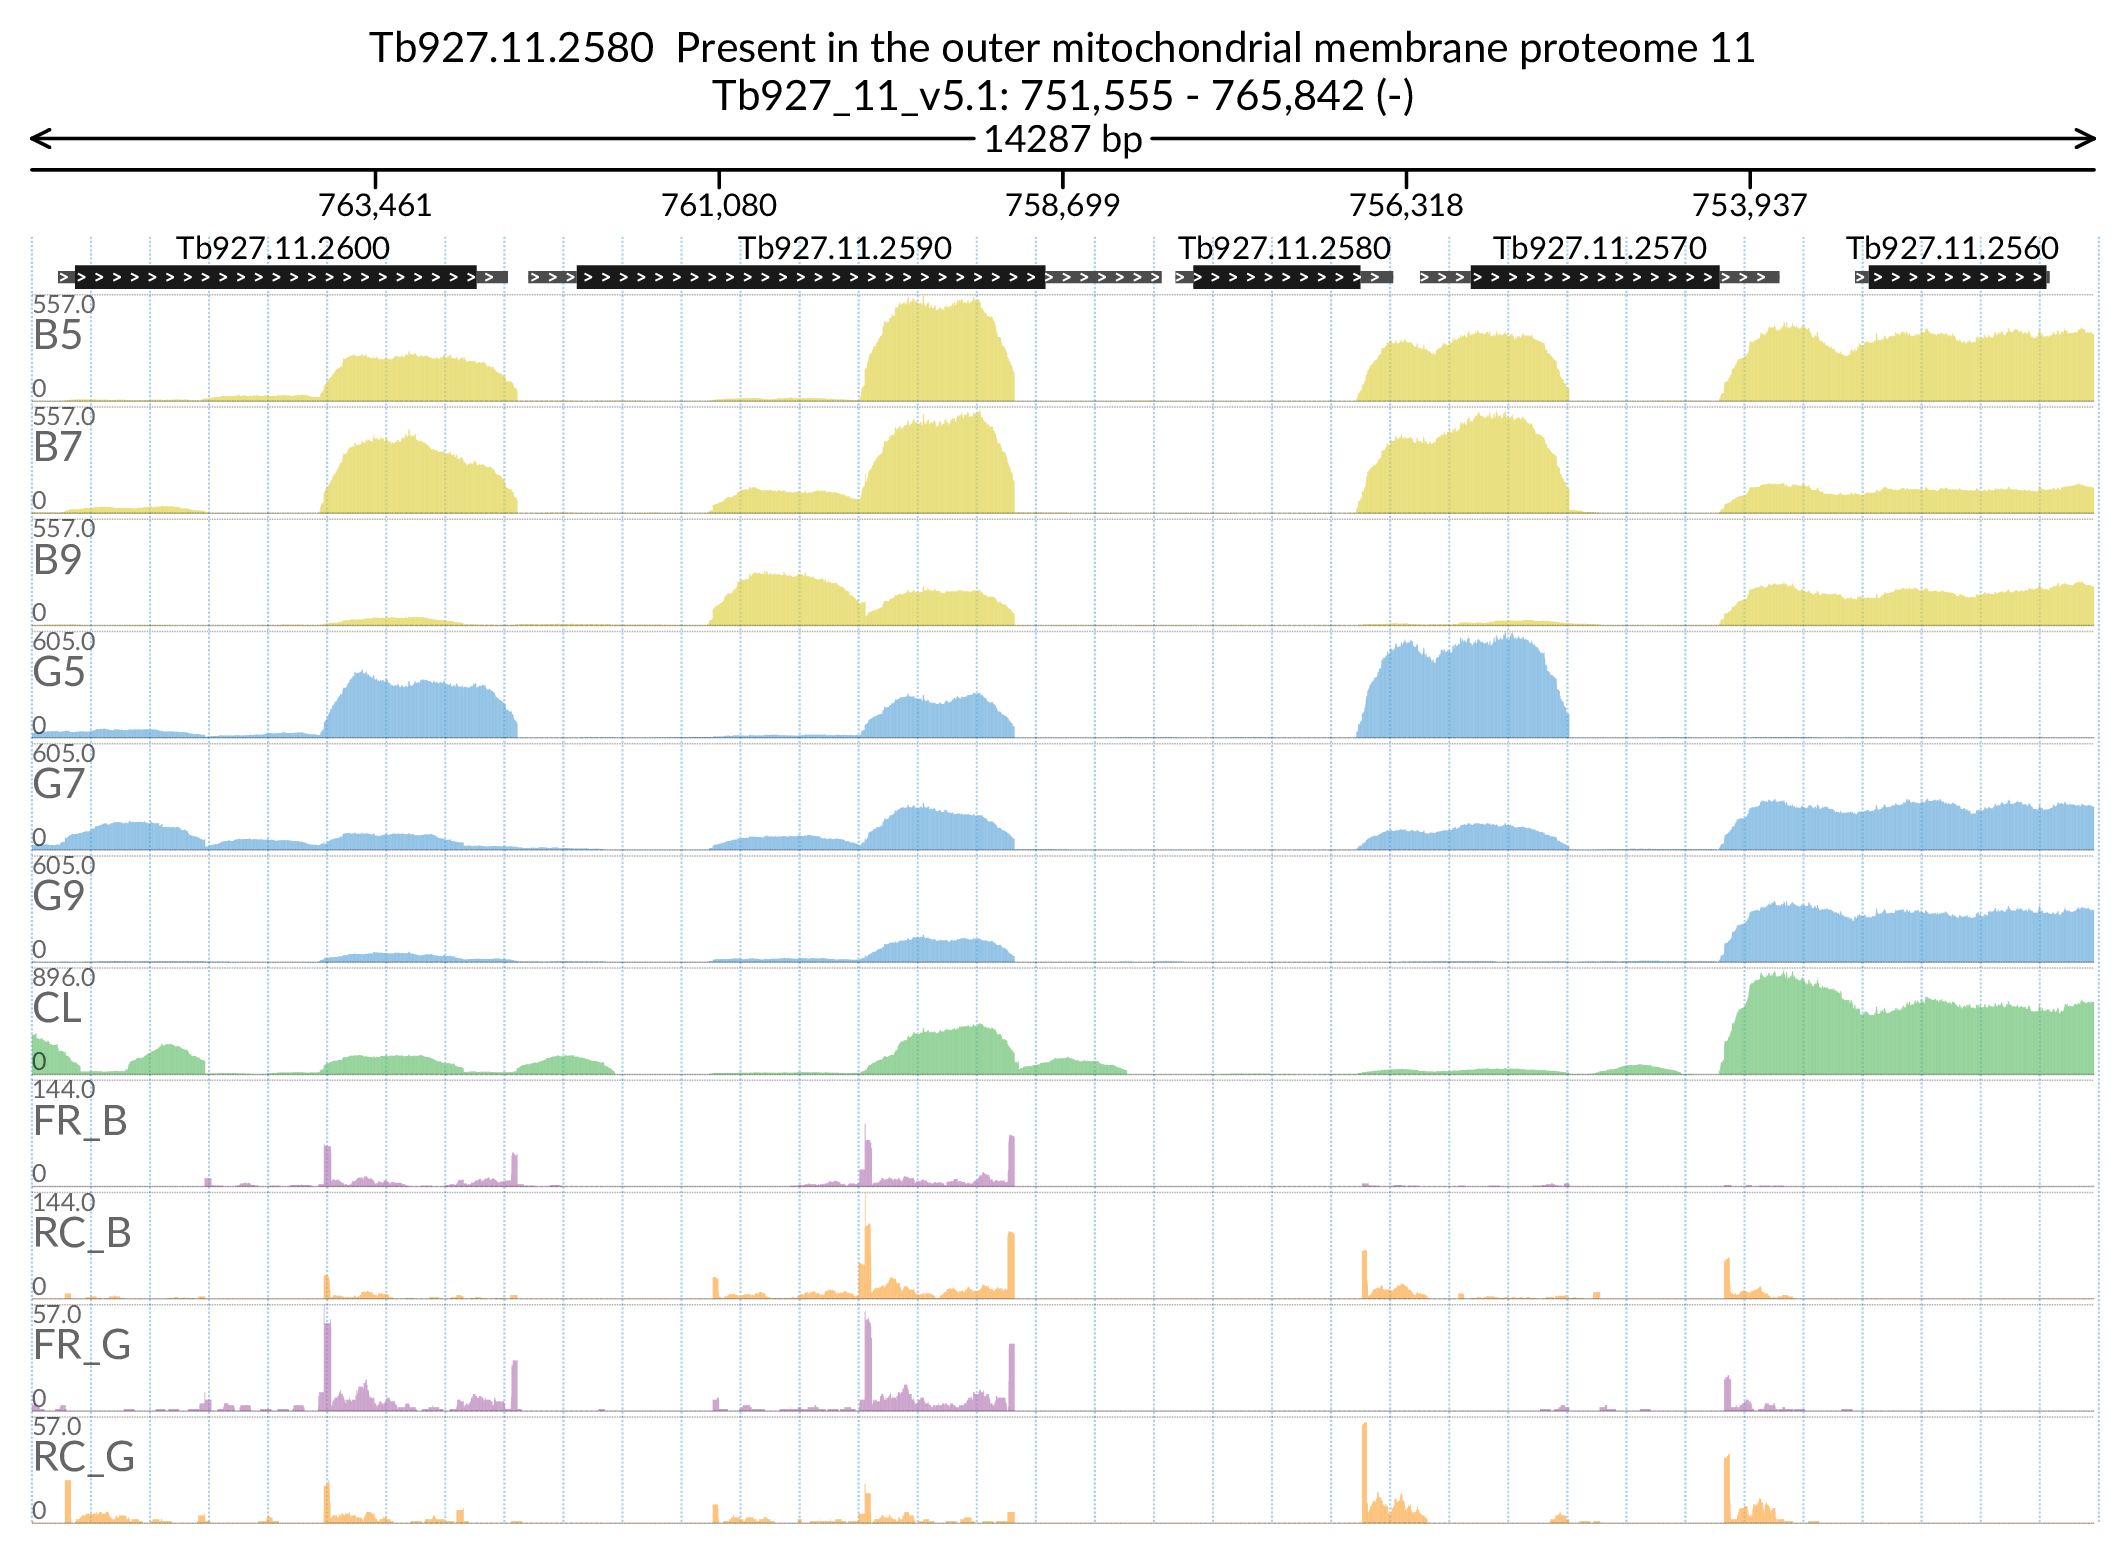 Tb927.11.2580  Present in the outer mitochondrial membrane proteome 11
Tb927_11_v5.1: 751,555 - 765,842 (-)
14287 bp
763,461 761,080 758,699 756,318 753,937
Tb927.11.2600 Tb927.11.2590 Tb927.11.2580 Tb927.11.2570 Tb927.11.2560
557.0
B5
0
557.0
B7
0
557.0
B9
0
605.0
G5
0
605.0
G7
0
605.0
G9
0
896.0
CL
0
144.0
FR_B
0
144.0
RC_B
0
57.0
FR_G
0
57.0
RC_G
0